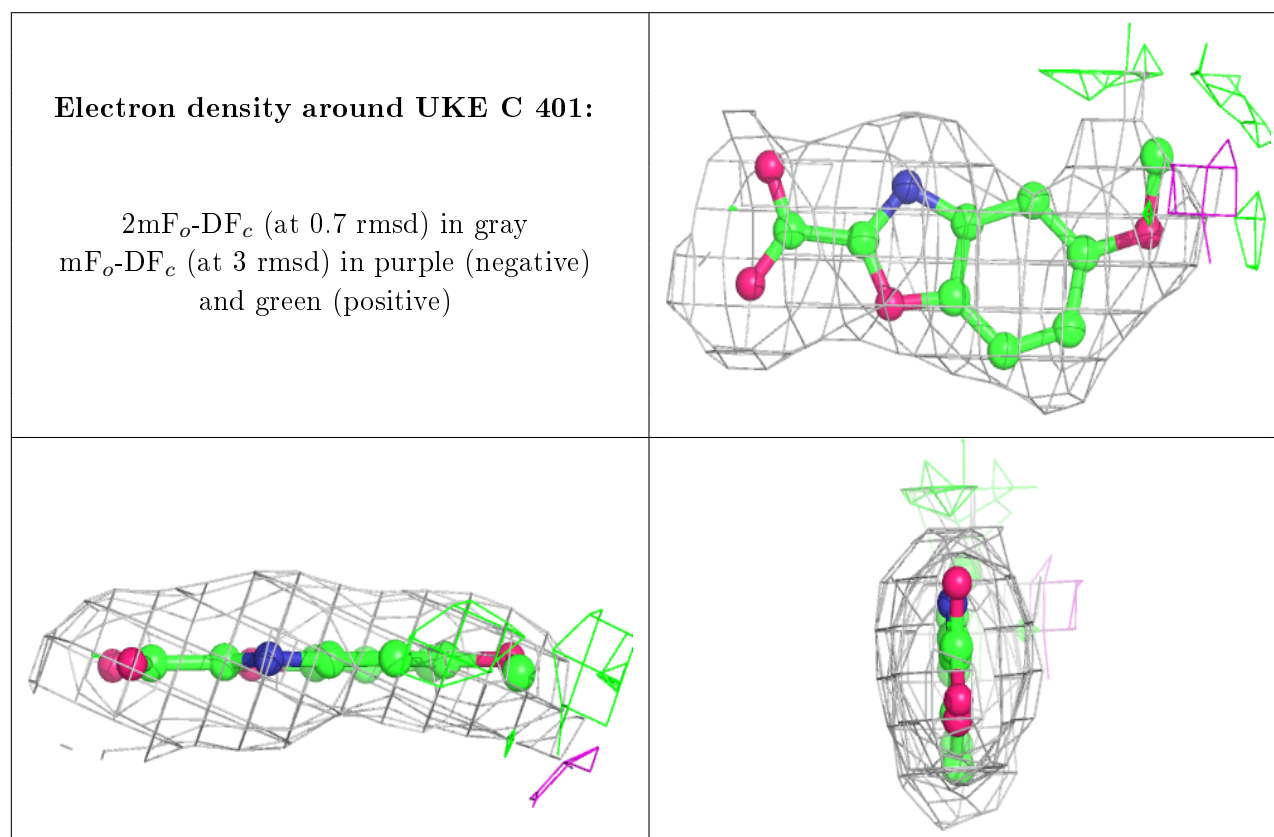 Electron density around UKE C 401:
2mFₒ-DF𝒸 (at 0.7 rmsd) in gray
mFₒ-DF𝒸 (at 3 rmsd) in purple (negative)
and green (positive)